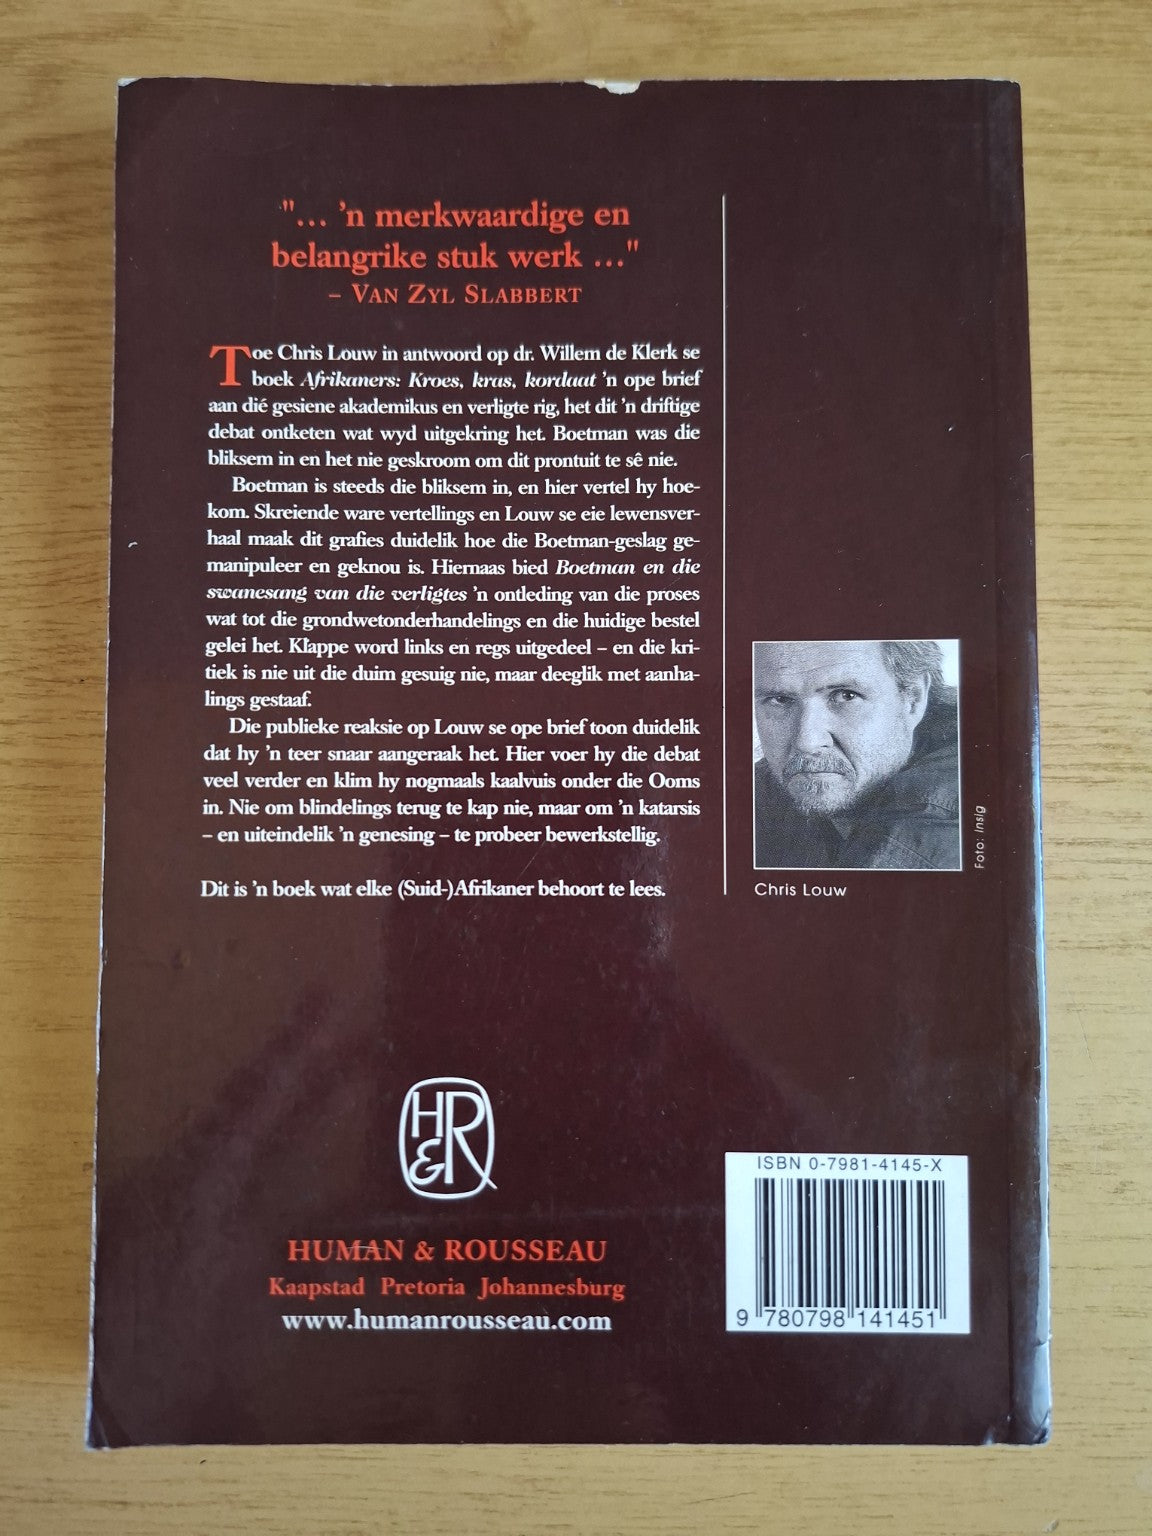 "... 'n merkwaardige en
belangrike stuk werk ..."
– VAN ZYL SLABBERT
Toe Chris Louw in antwoord op dr. Willem de Klerk se
boek Afrikaners: Kroes, kras, kordaat 'n ope brief
aan dié gesiene akademikus en verligte rig, het dit 'n driftige
debat ontketen wat wyd uitgekring het. Boetman was die
bliksem in en het nie geskroom om dit prontuit te sê nie.
Boetman is steeds die bliksem in, en hier vertel hy hoe-
kom. Skreiende ware vertellings en Louw se eie lewensver-
haal maak dit grafies duidelik hoe die Boetman-geslag ge-
manipuleer en geknou is. Hiernaas bied Boetman en die
swanesang van die verligtes 'n ontleding van die proses
wat tot die grondwetonderhandelings en die huidige bestel
gelei het. Klappe word links en regs uitgedeel – en die kri-
tiek is nie uit die duim gesuig nie, maar deeglik met aanha-
lings gestaaf.
Die publieke reaksie op Louw se ope brief toon duidelik
dat hy 'n teer snaar aangeraak het. Hier voer hy die debat
veel verder en klim hy nogmaals kaalvuis onder die Ooms
in. Nie om blindelings terug te kap nie, maar om 'n katarsis
– en uiteindelik 'n genesing – te probeer bewerkstellig.
Dit is 'n boek wat elke (Suid-)Afrikaner behoort te lees.
Foto: Insig
Chris Louw
H&R
HUMAN & ROUSSEAU
Kaapstad Pretoria Johannesburg
www.humanrousseau.com
ISBN 0-7981-4145-X
9 780798 141451